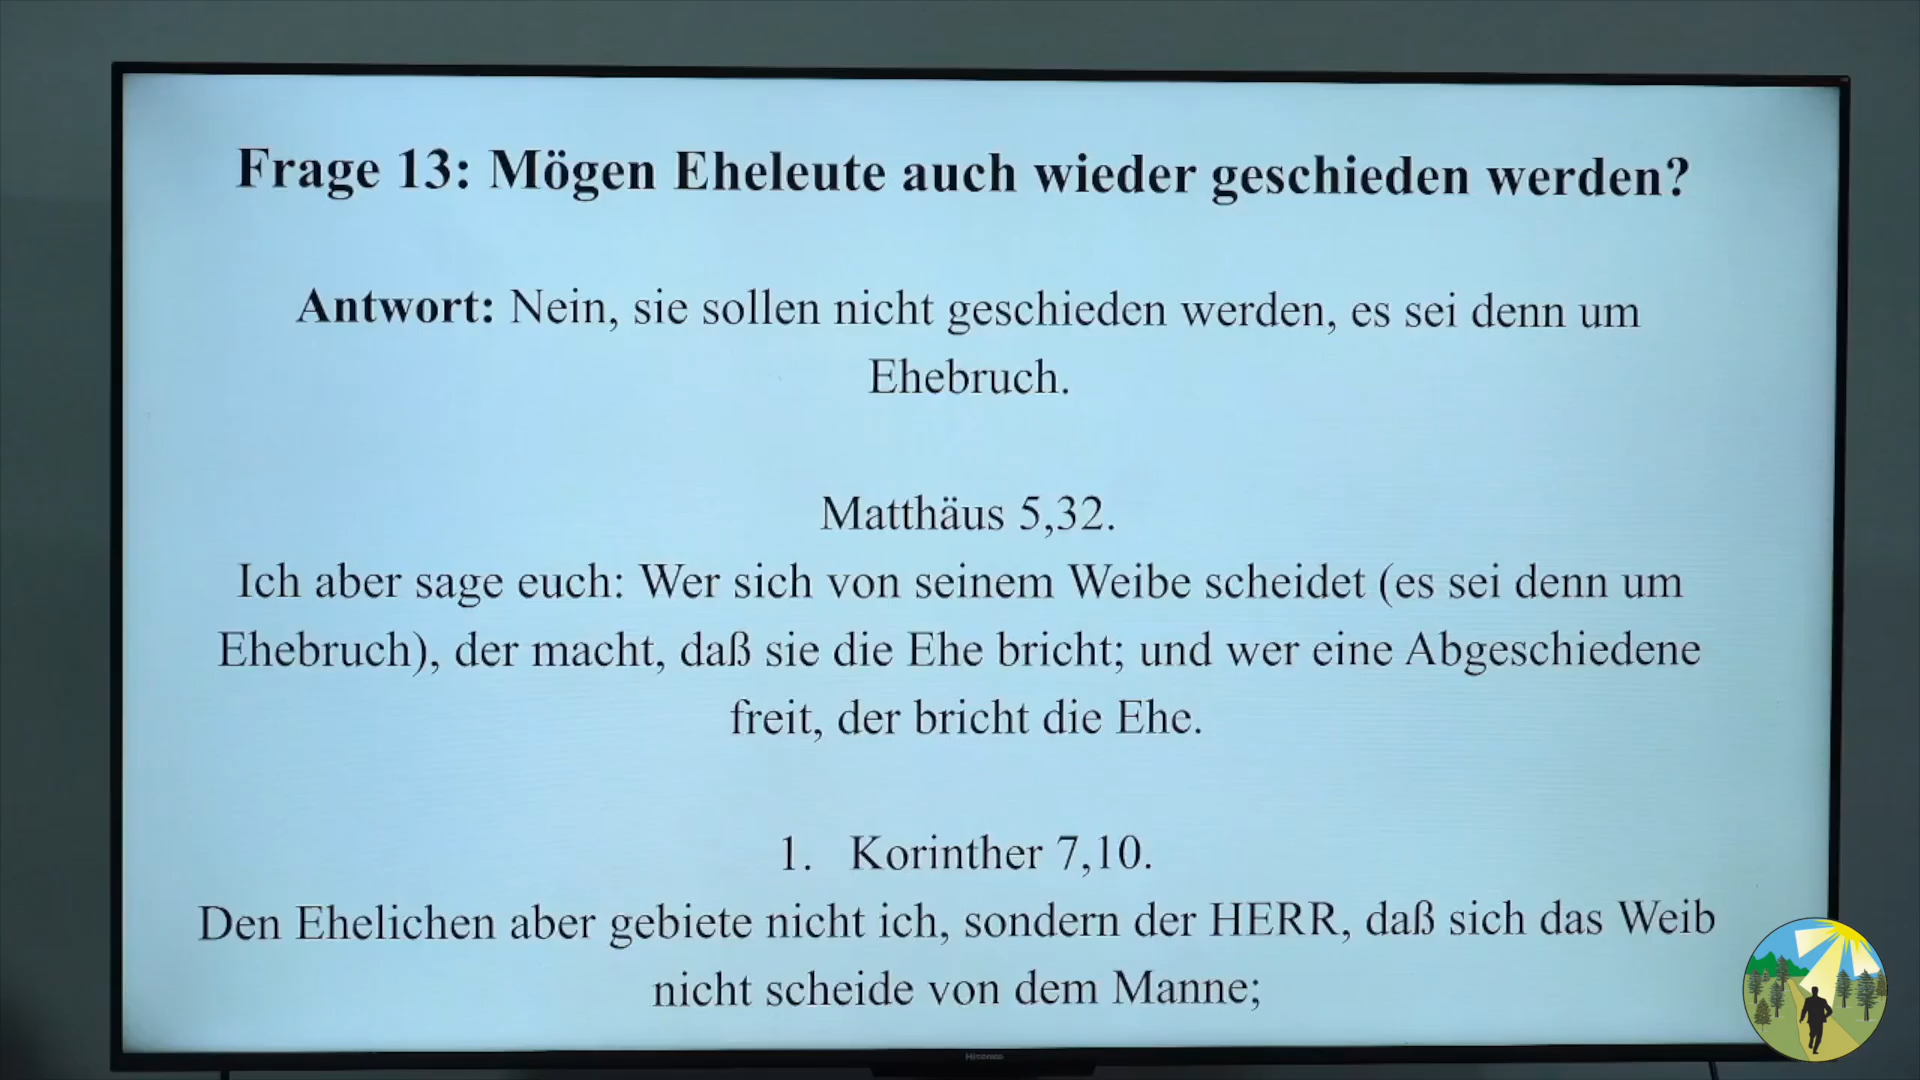 Frage 13: Mögen Eheleute auch wieder geschieden werden?
Antwort: Nein, sie sollen nicht geschieden werden, es sei denn um
Ehebruch.
Matthäus 5,32.
Ich aber sage euch: Wer sich von seinem Weibe scheidet (es sei denn um
Ehebruch), der macht, daß sie die Ehe bricht; und wer eine Abgeschiedene
freit, der bricht die Ehe.
1. Korinther 7,10.
Den Ehelichen aber gebiete nicht ich, sondern der HERR, daß sich das Weib
nicht scheide von dem Manne;
Hisense